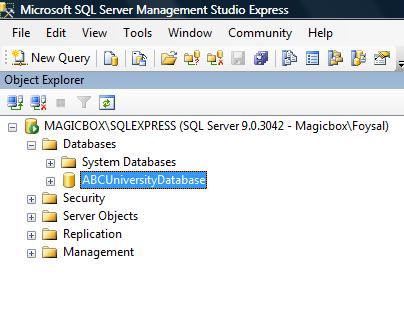 Microsoft SQL Server Management Studio Express
File Edit View Tools Window Community Help
New Query
Object Explorer
MAGICBOX\SQLEXPRESS (SQL Server 9.0.3042 - Magicbox\Foysal)
Databases
System Databases
ABCUniversityDatabase
Security
Server Objects
Replication
Management